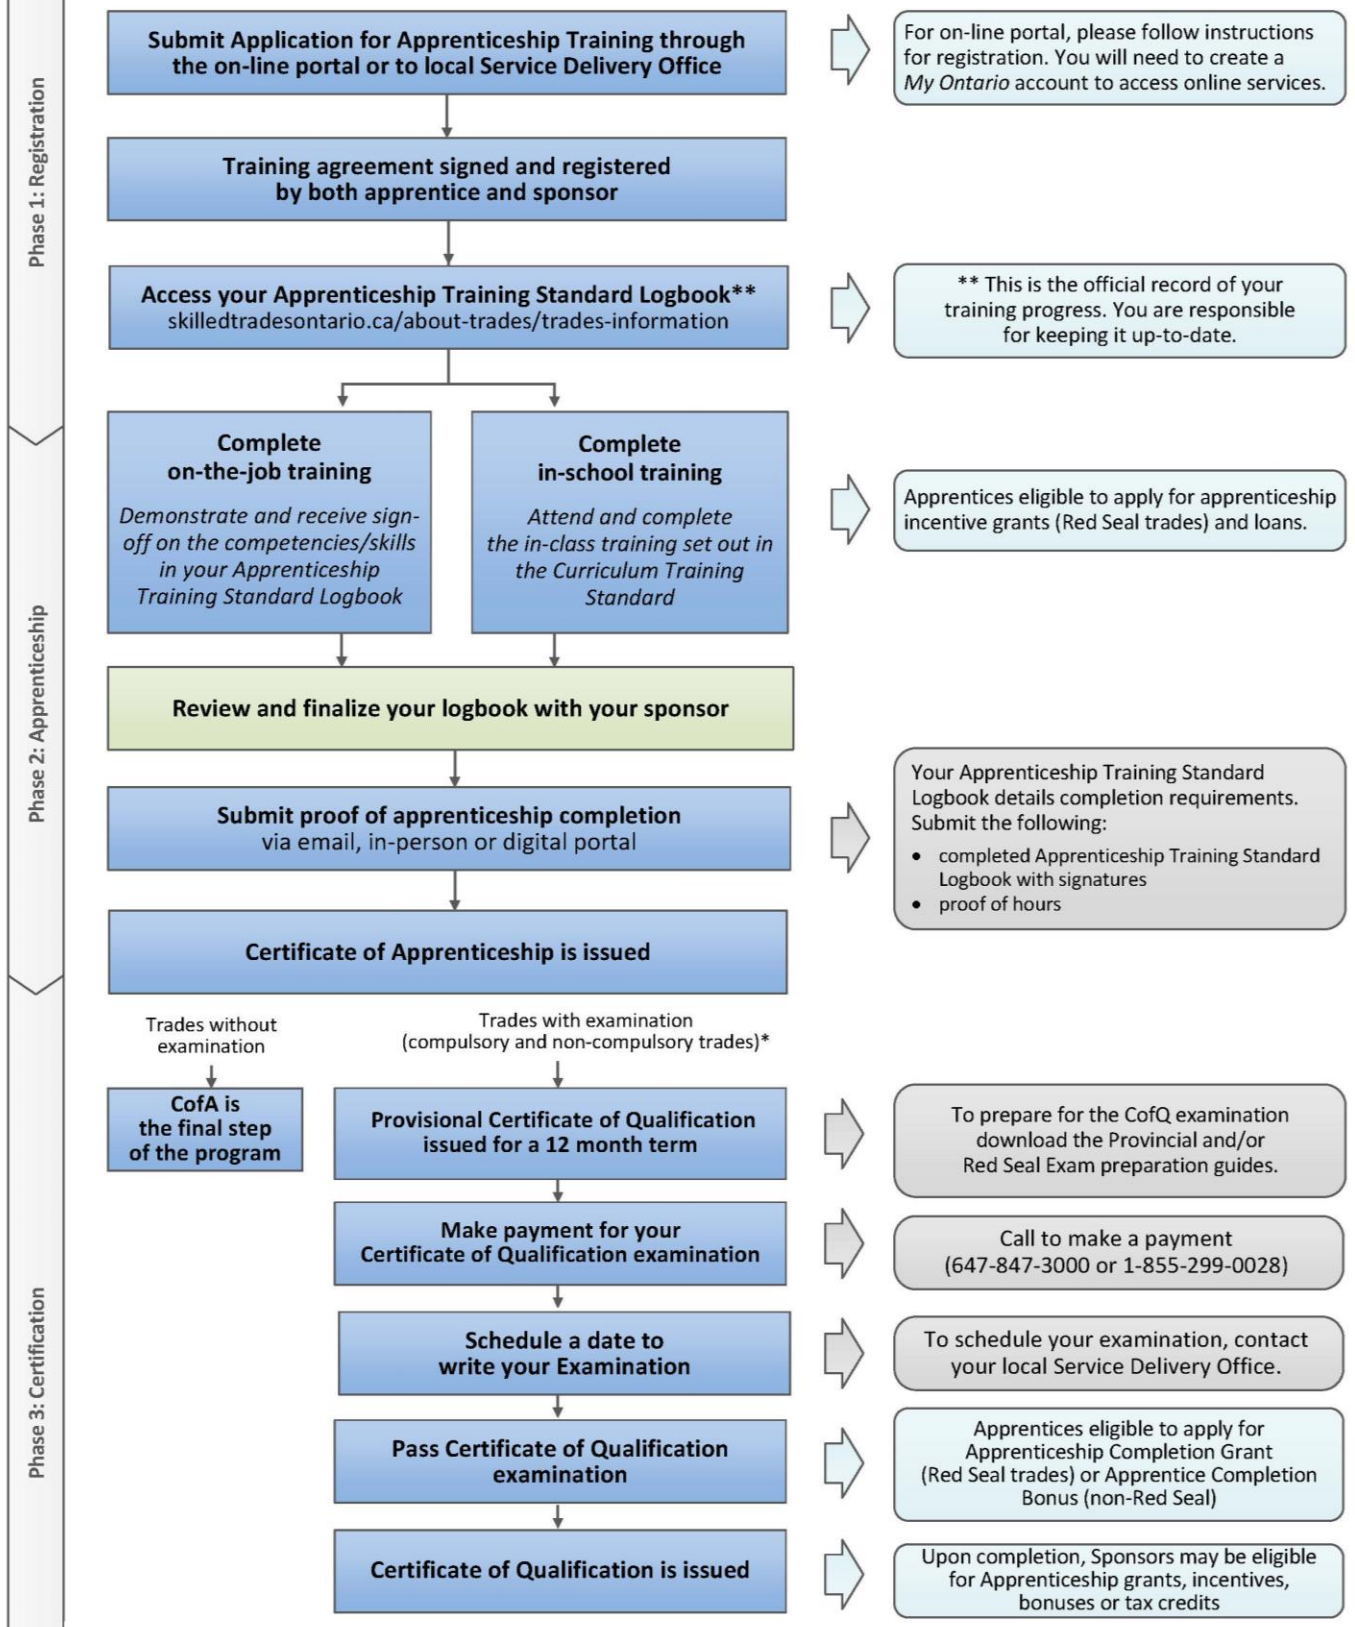 Phase 1: Registration
Submit Application for Apprenticeship Training through
the on-line portal or to local Service Delivery Office
For on-line portal, please follow instructions
for registration. You will need to create a
My Ontario account to access online services.
Training agreement signed and registered
by both apprentice and sponsor
Access your Apprenticeship Training Standard Logbook**
skilledtradesontario.ca/about-trades/trades-information
** This is the official record of your
training progress. You are responsible
for keeping it up-to-date.
Phase 2: Apprenticeship
Complete
on-the-job training
Demonstrate and receive sign-
off on the competencies/skills
in your Apprenticeship
Training Standard Logbook
Complete
in-school training
Attend and complete
the in-class training set out in
the Curriculum Training
Standard
Apprentices eligible to apply for apprenticeship
incentive grants (Red Seal trades) and loans.
Review and finalize your logbook with your sponsor
Submit proof of apprenticeship completion
via email, in-person or digital portal
Your Apprenticeship Training Standard
Logbook details completion requirements.
Submit the following:
• completed Apprenticeship Training Standard
Logbook with signatures
• proof of hours
Certificate of Apprenticeship is issued
Phase 3: Certification
Trades without
examination
Trades with examination
(compulsory and non-compulsory trades)*
CofA is
the final step
of the program
Provisional Certificate of Qualification
issued for a 12 month term
To prepare for the CofQ examination
download the Provincial and/or
Red Seal Exam preparation guides.
Make payment for your
Certificate of Qualification examination
Call to make a payment
(647-847-3000 or 1-855-299-0028)
Schedule a date to
write your Examination
To schedule your examination, contact
your local Service Delivery Office.
Pass Certificate of Qualification
examination
Apprentices eligible to apply for
Apprenticeship Completion Grant
(Red Seal trades) or Apprentice Completion
Bonus (non-Red Seal)
Certificate of Qualification is issued
Upon completion, Sponsors may be eligible
for Apprenticeship grants, incentives,
bonuses or tax credits